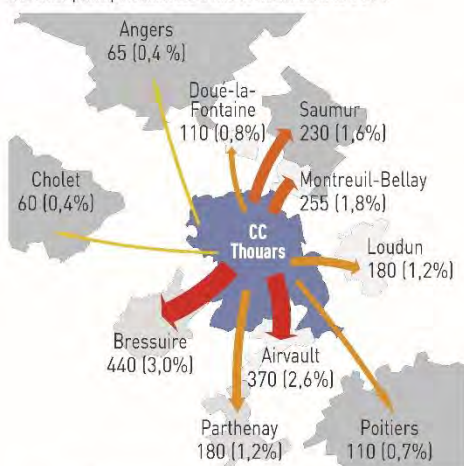 Angers
65 (0,4 %)
Doué-la-
Fontaine
110 (0,8%)
Saumur
230 (1,6%)
Cholet
60 (0,4%)
Montreuil-Bellay
255 (1,8%)
CC
Thouars
Loudun
180 (1,2%)
Bressuire
440 (3,0%)
Airvault
370 (2,6%)
Parthenay
180 (1,2%)
Poitiers
110 (0,7%)